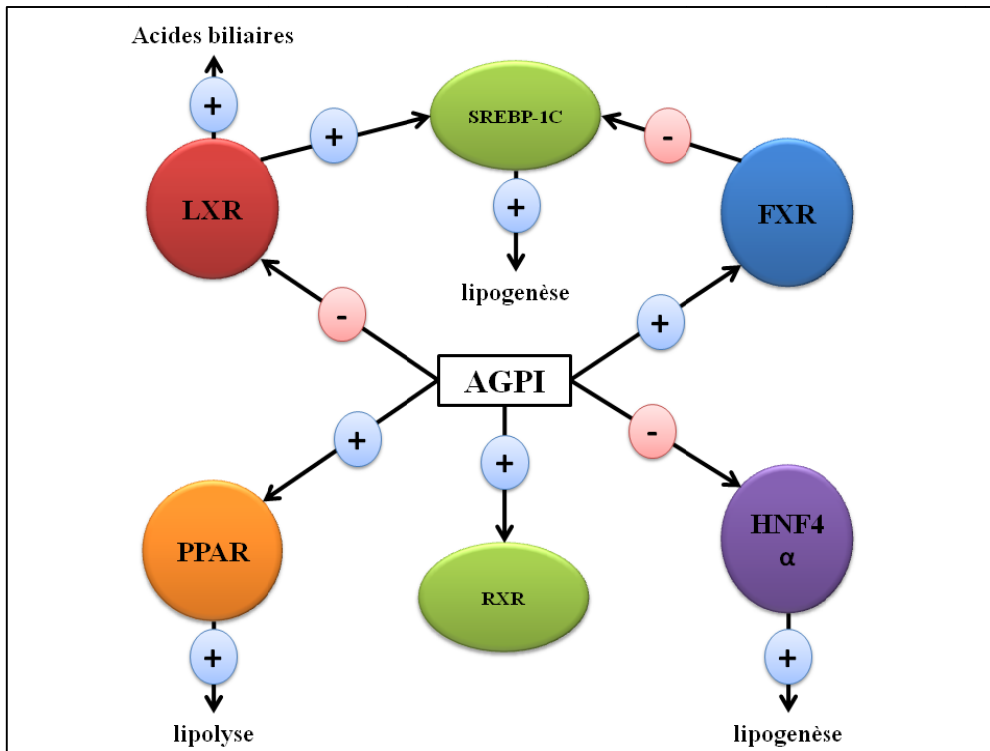 Acides biliaires
+
+
SREBP-1C
-
LXR
+
FXR
lipogenèse
-
+
AGPI
+
-
+
PPAR
HNF4
α
RXR
+
+
lipolyse
lipogenèse